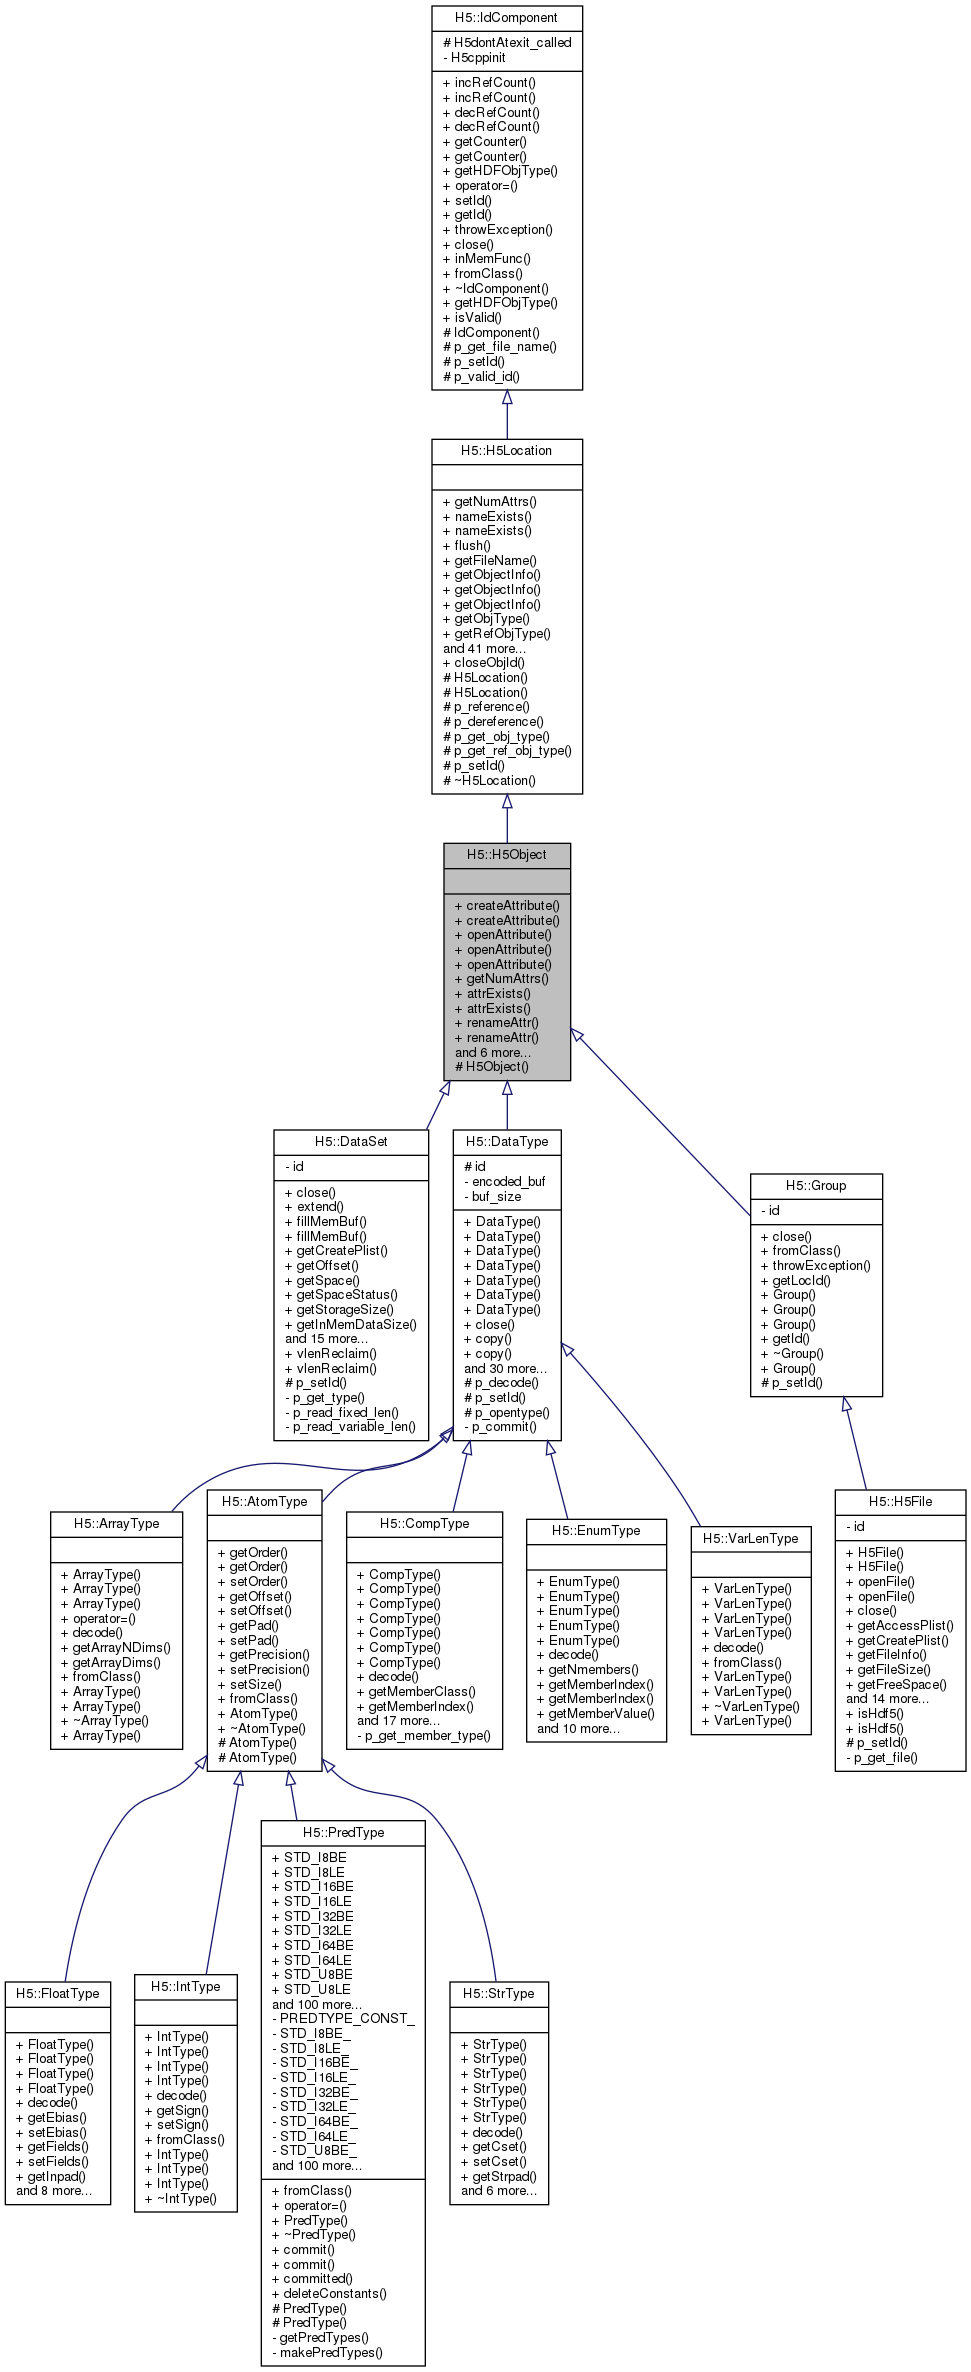 H5::IdComponent
# H5dontAtexit_called
- H5cppinit
+ incRefCount()
+ incRefCount()
+ decRefCount()
+ decRefCount()
+ getCounter()
+ getCounter()
+ getHDFObjType()
+ operator=()
+ setId()
+ getId()
+ throwException()
+ close()
+ inMemFunc()
+ fromClass()
+ ~IdComponent()
+ getHDFObjType()
+ isValid()
# IdComponent()
# p_get_file_name()
# p_setId()
# p_valid_id()
H5::H5Location
+ getNumAttrs()
+ nameExists()
+ nameExists()
+ flush()
+ getFileName()
+ getObjectInfo()
+ getObjectInfo()
+ getObjectInfo()
+ getObjType()
+ getRefObjType()
and 41 more...
+ closeObjId()
# H5Location()
# H5Location()
# p_reference()
# p_dereference()
# p_get_obj_type()
# p_get_ref_obj_type()
# p_setId()
# ~H5Location()
H5::H5Object
+ createAttribute()
+ createAttribute()
+ openAttribute()
+ openAttribute()
+ openAttribute()
+ getNumAttrs()
+ attrExists()
+ attrExists()
+ renameAttr()
+ renameAttr()
and 6 more...
# H5Object()
H5::DataSet
- id
+ close()
+ extend()
+ fillMemBuf()
+ fillMemBuf()
+ getCreatePlist()
+ getOffset()
+ getSpace()
+ getSpaceStatus()
+ getStorageSize()
+ getInMemDataSize()
and 15 more...
+ vlenReclaim()
+ vlenReclaim()
# p_setId()
- p_get_type()
- p_read_fixed_len()
- p_read_variable_len()
H5::DataType
# id
- encoded_buf
- buf_size
+ DataType()
+ DataType()
+ DataType()
+ DataType()
+ DataType()
+ DataType()
+ DataType()
+ close()
+ copy()
+ copy()
and 30 more...
# p_decode()
# p_setId()
# p_opentype()
- p_commit()
H5::Group
- id
+ close()
+ fromClass()
+ throwException()
+ getLocId()
+ Group()
+ Group()
+ Group()
+ getId()
+ ~Group()
+ Group()
# p_setId()
H5::ArrayType
+ ArrayType()
+ ArrayType()
+ ArrayType()
+ operator=()
+ decode()
+ getArrayNDims()
+ getArrayDims()
+ fromClass()
+ ArrayType()
+ ArrayType()
+ ~ArrayType()
+ ArrayType()
H5::AtomType
+ getOrder()
+ getOrder()
+ setOrder()
+ getOffset()
+ setOffset()
+ getPad()
+ setPad()
+ getPrecision()
+ setPrecision()
+ setSize()
+ fromClass()
+ AtomType()
+ ~AtomType()
# AtomType()
# AtomType()
H5::CompType
+ CompType()
+ CompType()
+ CompType()
+ CompType()
+ CompType()
+ CompType()
+ CompType()
+ decode()
+ getMemberClass()
+ getMemberIndex()
and 17 more...
- p_get_member_type()
H5::EnumType
+ EnumType()
+ EnumType()
+ EnumType()
+ EnumType()
+ EnumType()
+ decode()
+ getNmembers()
+ getMemberIndex()
+ getMemberIndex()
+ getMemberValue()
and 10 more...
H5::VarLenType
+ VarLenType()
+ VarLenType()
+ VarLenType()
+ VarLenType()
+ decode()
+ fromClass()
+ VarLenType()
+ VarLenType()
+ ~VarLenType()
+ VarLenType()
H5::H5File
- id
+ H5File()
+ H5File()
+ openFile()
+ openFile()
+ close()
+ getAccessPlist()
+ getCreatePlist()
+ getFileInfo()
+ getFileSize()
+ getFreeSpace()
and 14 more...
+ isHdf5()
+ isHdf5()
# p_setId()
- p_get_file()
H5::FloatType
+ FloatType()
+ FloatType()
+ FloatType()
+ FloatType()
+ decode()
+ getEbias()
+ setEbias()
+ getFields()
+ setFields()
+ getInpad()
and 8 more...
H5::IntType
+ IntType()
+ IntType()
+ IntType()
+ IntType()
+ decode()
+ getSign()
+ setSign()
+ fromClass()
+ IntType()
+ IntType()
+ IntType()
+ ~IntType()
H5::PredType
+ STD_I8BE
+ STD_I8LE
+ STD_I16BE
+ STD_I16LE
+ STD_I32BE
+ STD_I32LE
+ STD_I64BE
+ STD_I64LE
+ STD_U8BE
+ STD_U8LE
and 100 more...
- PREDTYPE_CONST_
- STD_I8BE_
- STD_I8LE_
- STD_I16BE_
- STD_I16LE_
- STD_I32BE_
- STD_I32LE_
- STD_I64BE_
- STD_I64LE_
- STD_U8BE_
and 100 more...
+ fromClass()
+ operator=()
+ PredType()
+ ~PredType()
+ commit()
+ commit()
+ committed()
+ deleteConstants()
# PredType()
# PredType()
- getPredTypes()
- makePredTypes()
H5::StrType
+ StrType()
+ StrType()
+ StrType()
+ StrType()
+ StrType()
+ StrType()
+ decode()
+ getCset()
+ setCset()
+ getStrpad()
and 6 more...